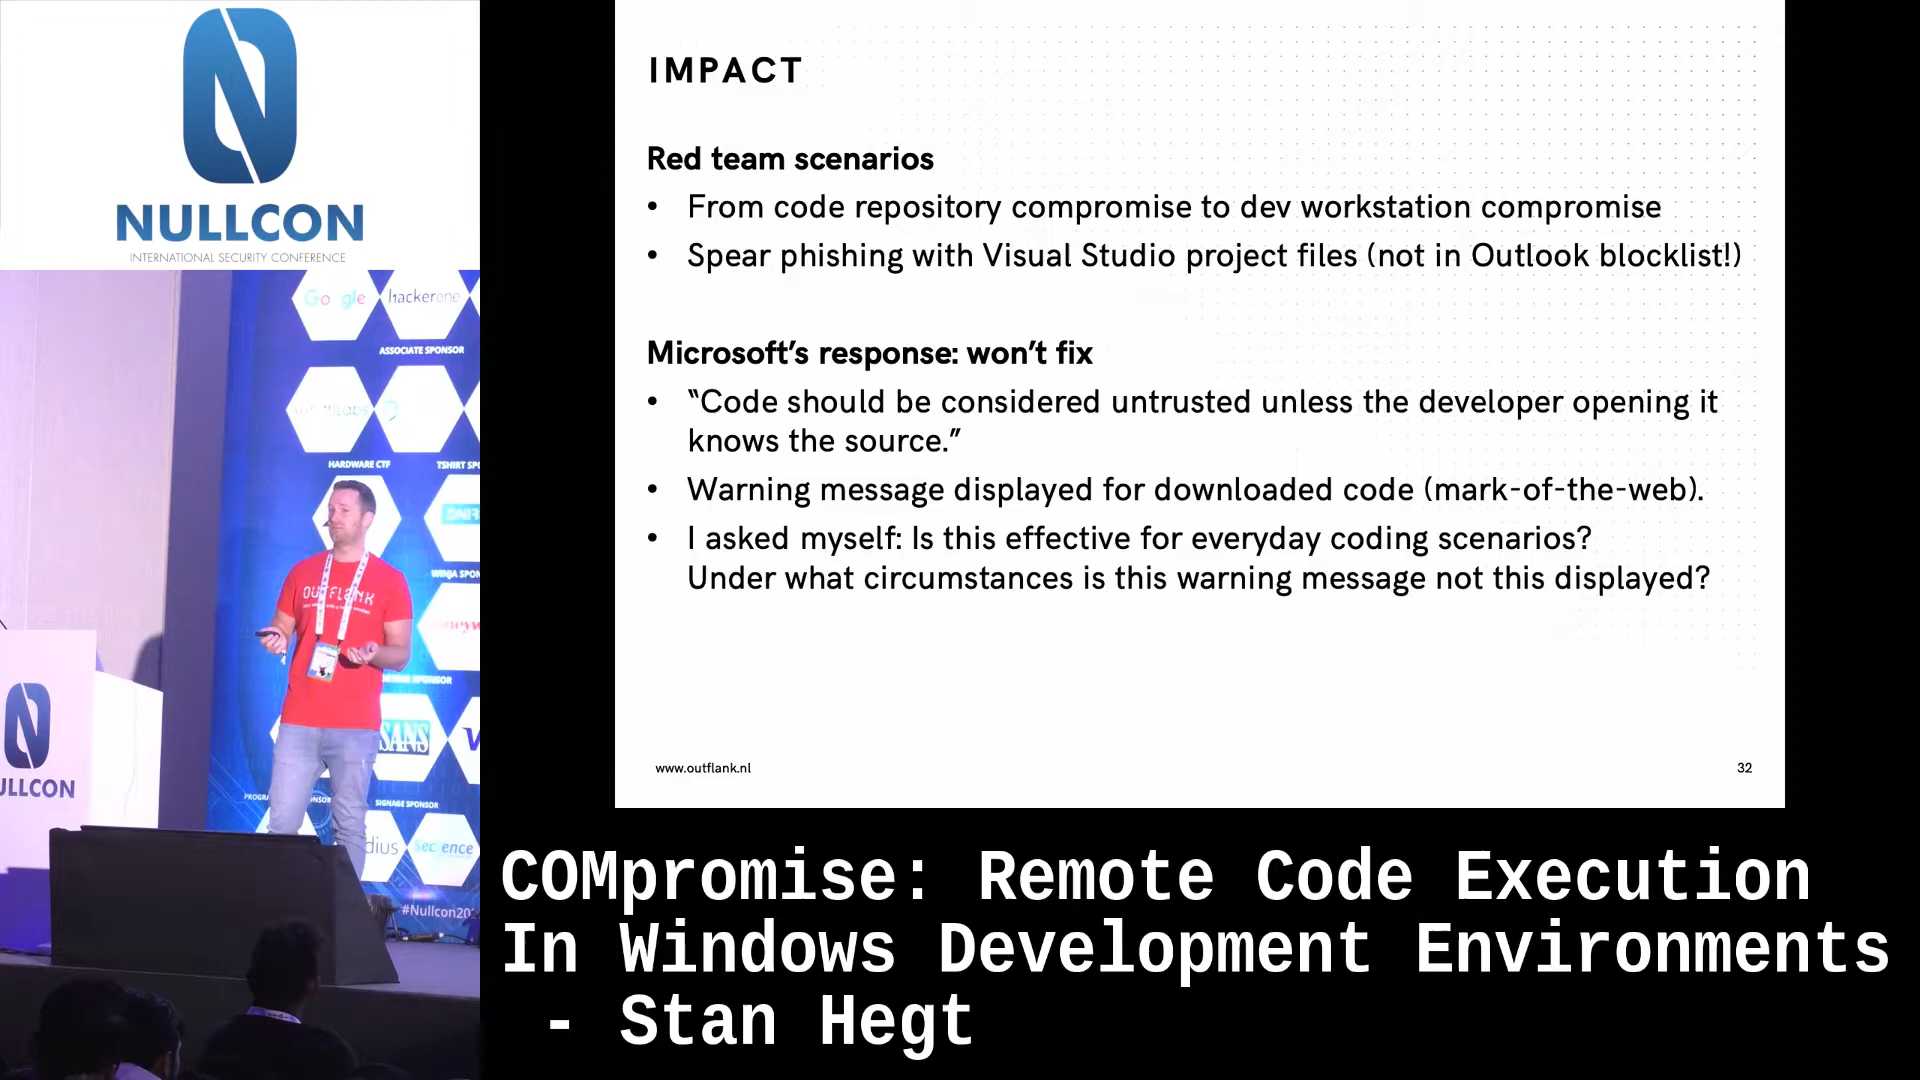 NULLCON
INTERNATIONAL SECURITY CONFERENCE
IMPACT
Red team scenarios
• From code repository compromise to dev workstation compromise
• Spear phishing with Visual Studio project files (not in Outlook blocklist!)
Microsoft’s response: won’t fix
• “Code should be considered untrusted unless the developer opening it
knows the source.”
• Warning message displayed for downloaded code (mark-of-the-web).
• I asked myself: Is this effective for everyday coding scenarios?
Under what circumstances is this warning message not this displayed?
www.outflank.nl
32
Google
hackerone
ASSOCIATE SPONSOR
HARDWARE CTF
OUTFLANK
SANS
SIGNAGE SPONSOR
#Nullcon20
COMpromise: Remote Code Execution
In Windows Development Environments
- Stan Hegt